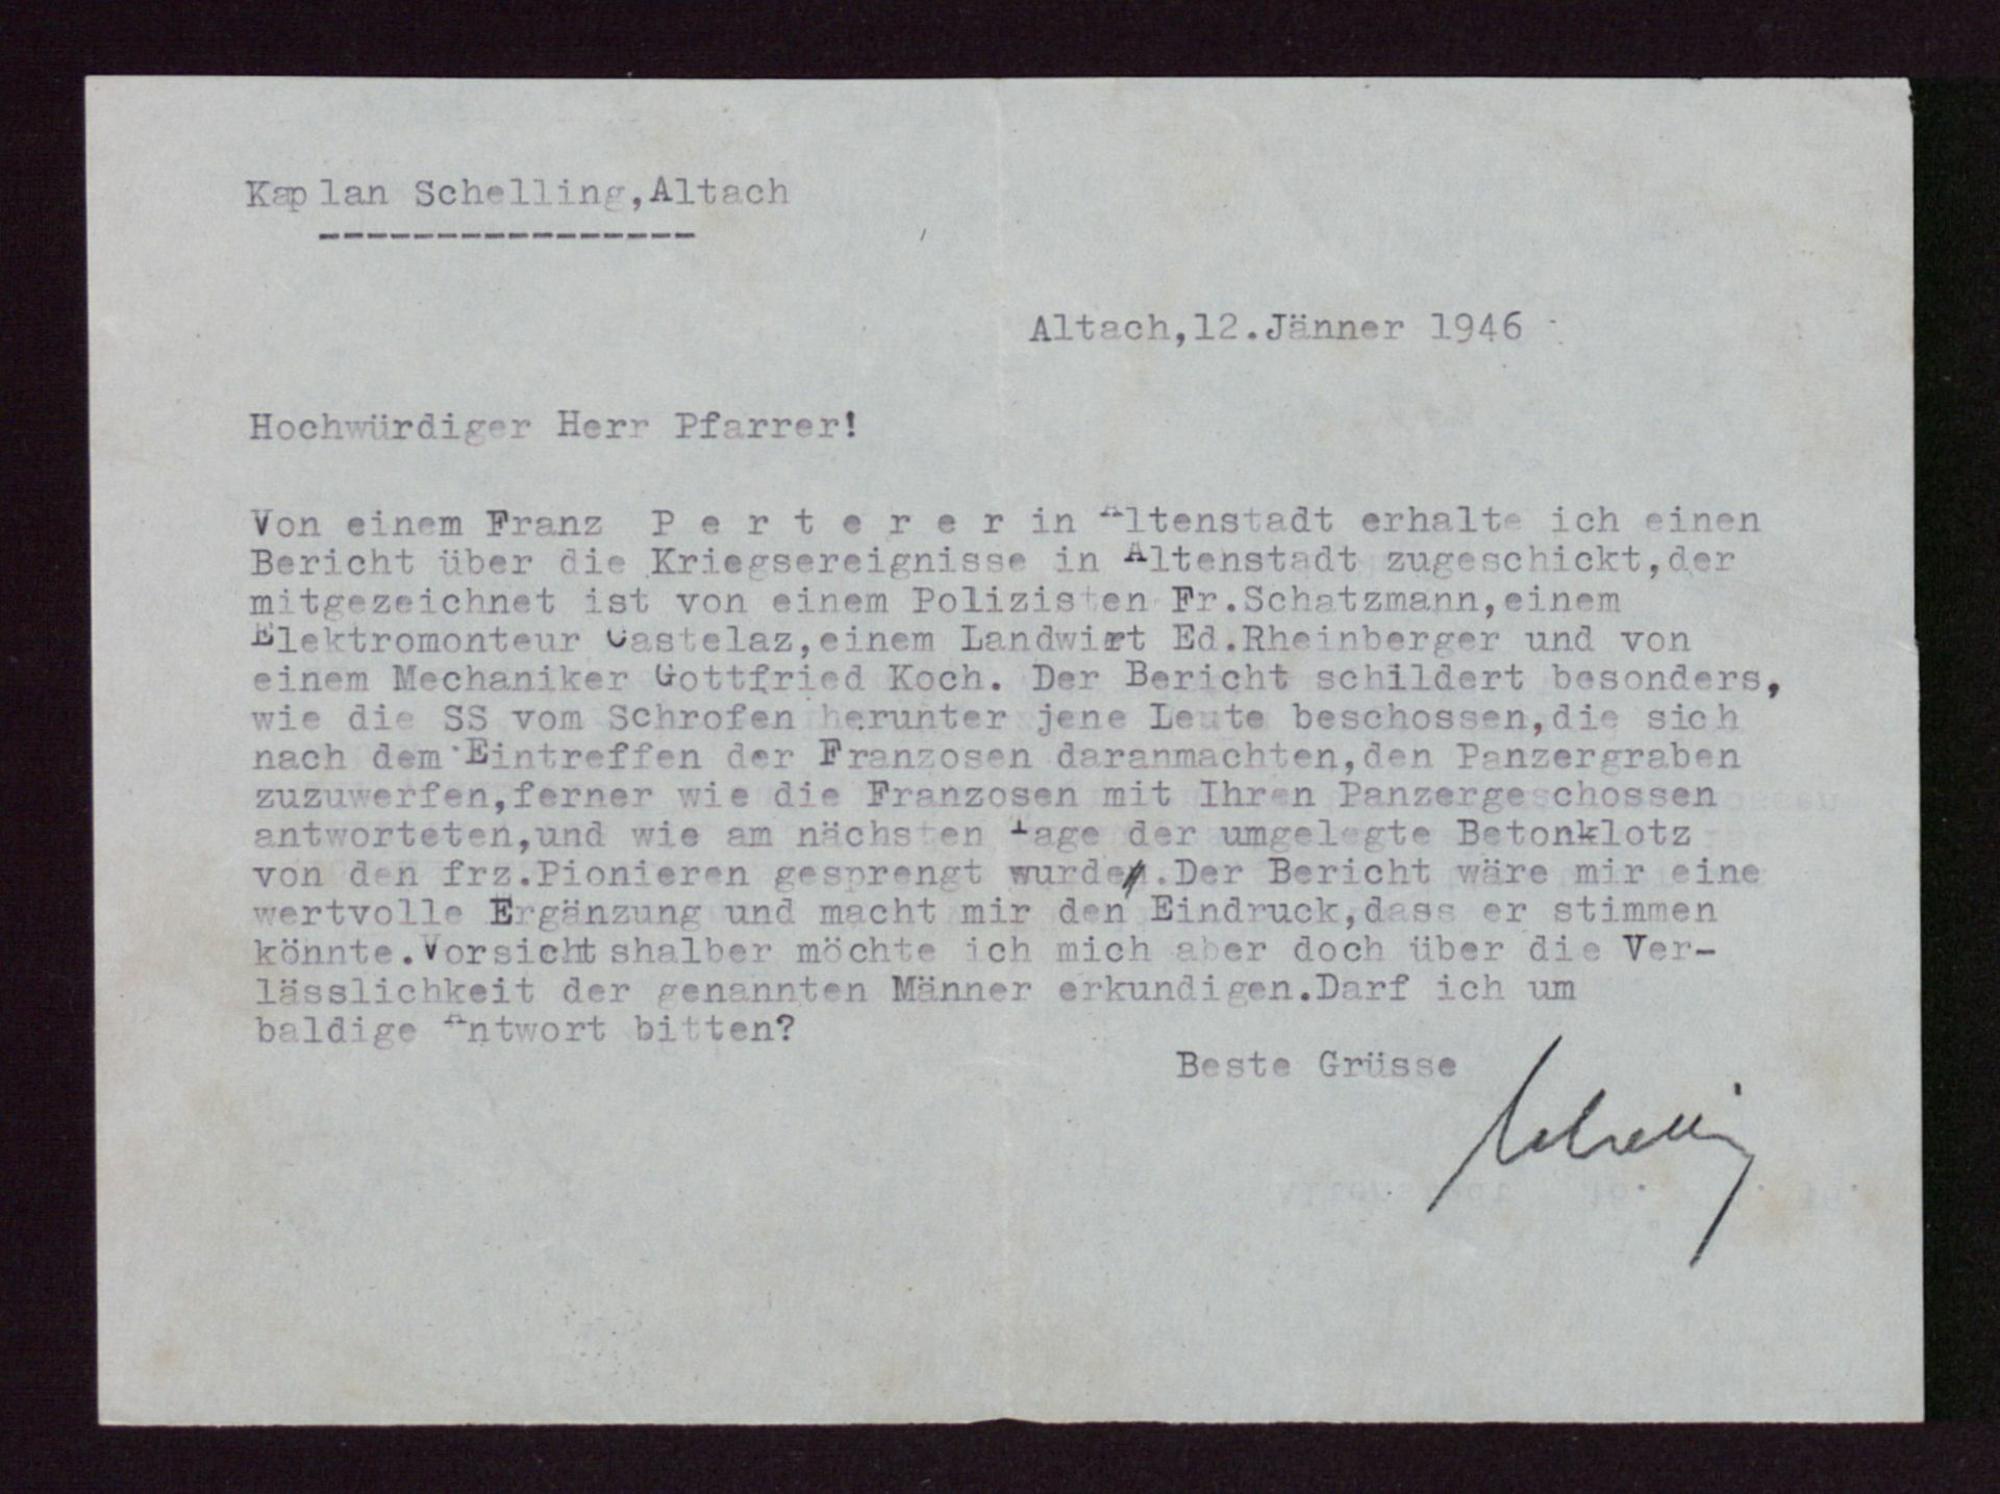 Kaplan Schelling,Altach
----------------
Altach,12.Jänner 1946
Hochwürdiger Herr Pfarrer!
Von einem Franz P e r t e r e r in Altenstadt erhalte ich einen
Bericht über die Kriegsereignisse in Altenstadt zugeschickt,der
mitgezeichnet ist von einem Polizisten Fr.Schatzmann,einem
Elektromonteur Castelaz,einem Landwirt Ed.Rheinberger und von
einem Mechaniker Gottfried Koch. Der Bericht schildert besonders,
wie die SS vom Schrofen herunter jene Leute beschossen,die sich
nach dem Eintreffen der Franzosen daranmachten,den Panzergraben
zuzuwerfen,ferner wie die Franzosen mit Ihren Panzergeschossen
antworteten,und wie am nächsten Tage der umgelegte Betonklotz
von den frz.Pionieren gesprengt wurde.Der Bericht wäre mir eine
wertvolle Ergänzung und macht mir den Eindruck,dass er stimmen
könnte.Vorsichtshalber möchte ich mich aber doch über die Ver-
lässlichkeit der genannten Männer erkundigen.Darf ich um
baldige Antwort bitten?
Beste Grüsse
Schelling